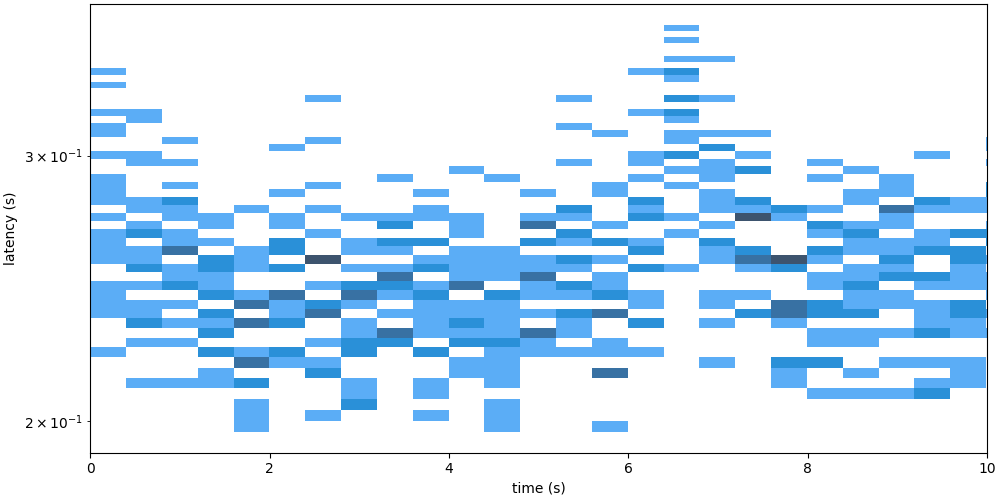 latency (s)
3 × 10⁻¹
2 × 10⁻¹
0 2 4 6 8 10
time (s)